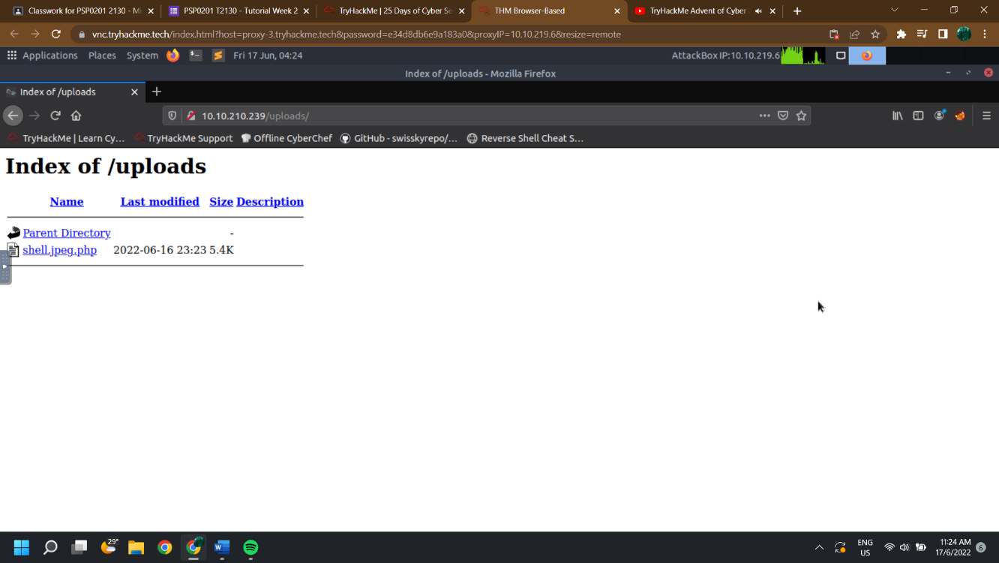 Classwork for PSP0201 2130 - Mi
PSP0201 T2130 - Tutorial Week 2
TryHackMe | 25 Days of Cyber Se
THM Browser-Based
TryHackMe Advent of Cyber
vnc.tryhackme.tech/index.html?host=proxy-3.tryhackme.tech&password=e34d8db6e9a183a0&proxyIP=10.10.219.6&resize=remote
Applications Places System Fri 17 Jun, 04:24 AttackBox IP:10.10.219.6
Index of /uploads - Mozilla Firefox
Index of /uploads
10.10.210.239/uploads/
TryHackMe | Learn Cy... TryHackMe Support Offline CyberChef GitHub - swisskyrepo/... Reverse Shell Cheat S...
Index of /uploads
Name Last modified Size Description
Parent Directory -
shell.jpeg.php 2022-06-16 23:23 5.4K
29°
ENG
US
11:24 AM
17/6/2022
6